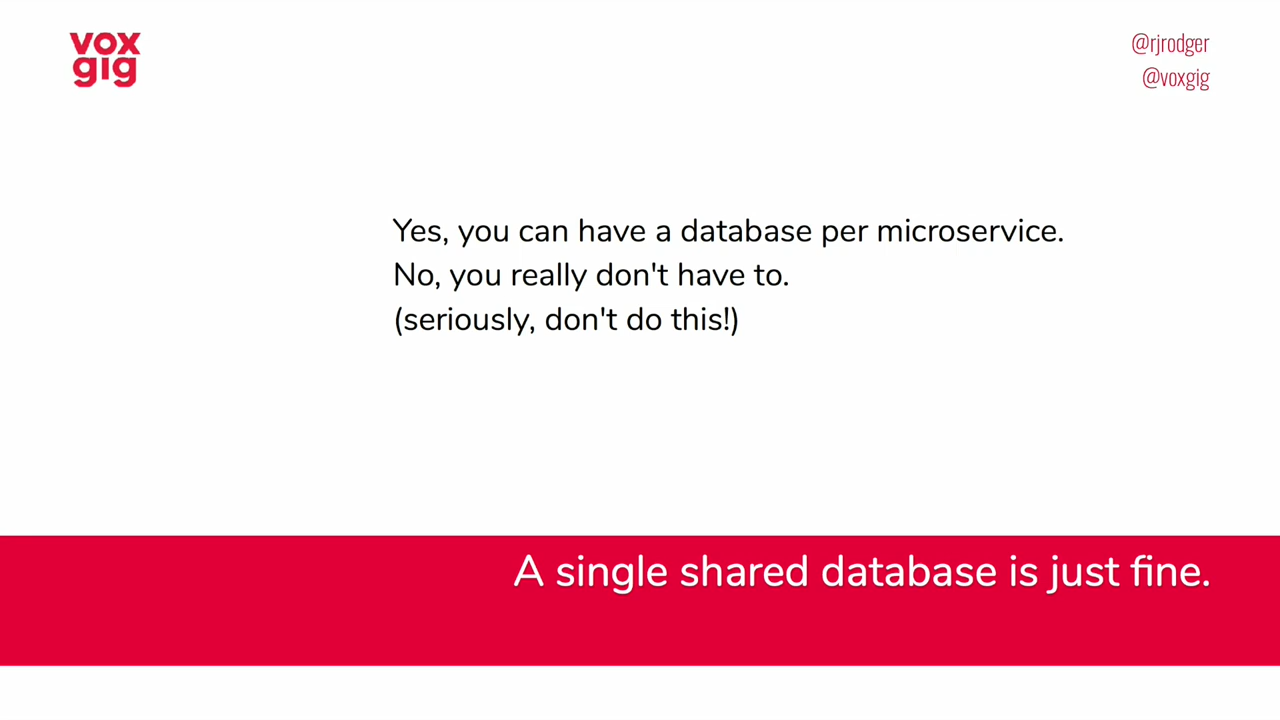 vox
gig
@rjrodger
@voxgig
Yes, you can have a database per microservice.
No, you really don't have to.
(seriously, don't do this!)
A single shared database is just fine.